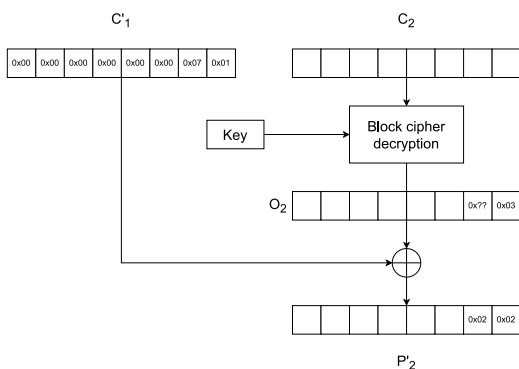 C'1 C2
0x00 0x00 0x00 0x00 0x00 0x00 0x07 0x01
Block cipher
decryption
Key
O2 0x?? 0x03
0x02 0x02
P'2